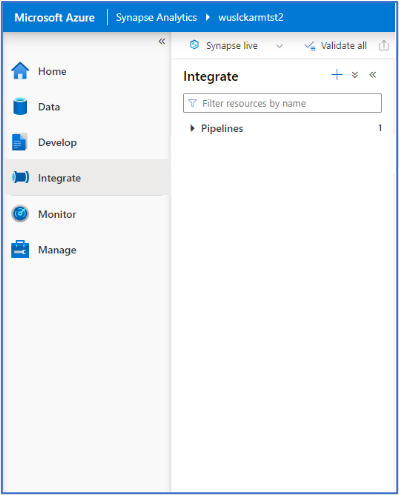 Microsoft Azure Synapse Analytics wuslckarmtst2
Synapse live Validate all
Home
Data
Develop
Integrate
Monitor
Manage
Integrate
Filter resources by name
Pipelines 1